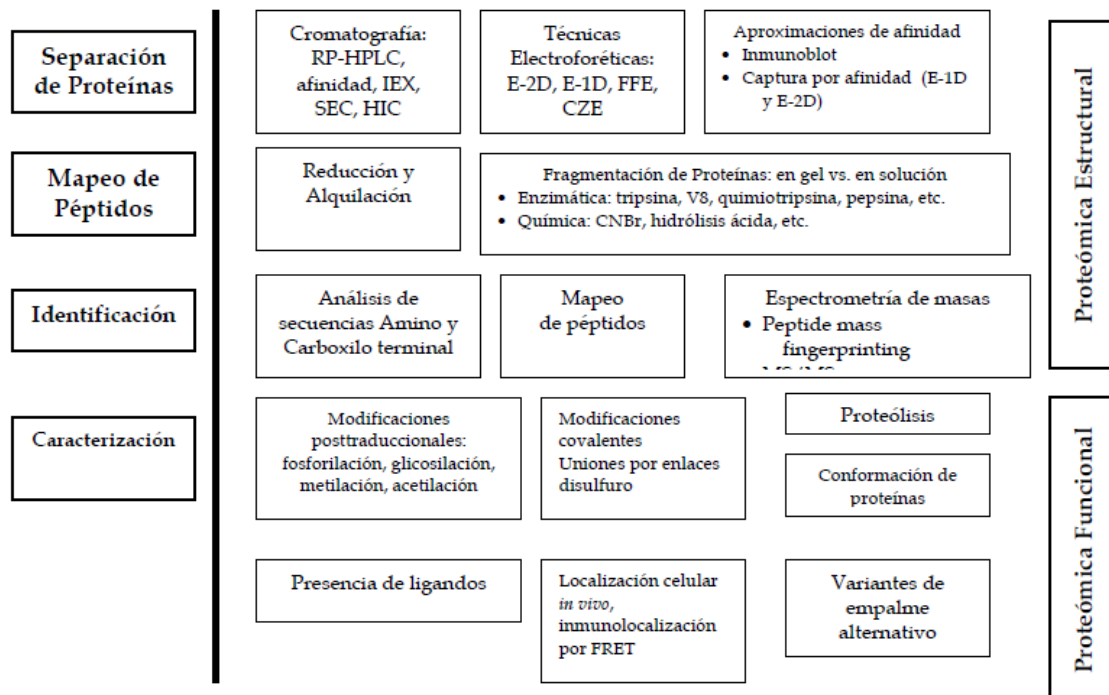 Separación
de Proteínas
Cromatografía:
RP-HPLC,
afinidad, IEX,
SEC, HIC
Técnicas
Electroforéticas:
E-2D, E-1D, FFE,
CZE
Aproximaciones de afinidad
• Inmunoblot
• Captura por afinidad (E-1D
y E-2D)
Proteómica Estructural
Mapeo de
Péptidos
Reducción y
Alquilación
Fragmentación de Proteínas: en gel vs. en solución
• Enzimática: tripsina, V8, quimiotripsina, pepsina, etc.
• Química: CNBr, hidrólisis ácida, etc.
Identificación
Análisis de
secuencias Amino y
Carboxilo terminal
Mapeo
de péptidos
Espectrometría de masas
• Peptide mass
fingerprinting
Caracterización
Modificaciones
posttraduccionales:
fosforilación, glicosilación,
metilación, acetilación
Modificaciones
covalentes
Uniones por enlaces
disulfuro
Proteólisis
Conformación de
proteínas
Proteómica Funcional
Presencia de ligandos
Localización celular
in vivo,
inmunolocalización
por FRET
Variantes de
empalme
alternativo